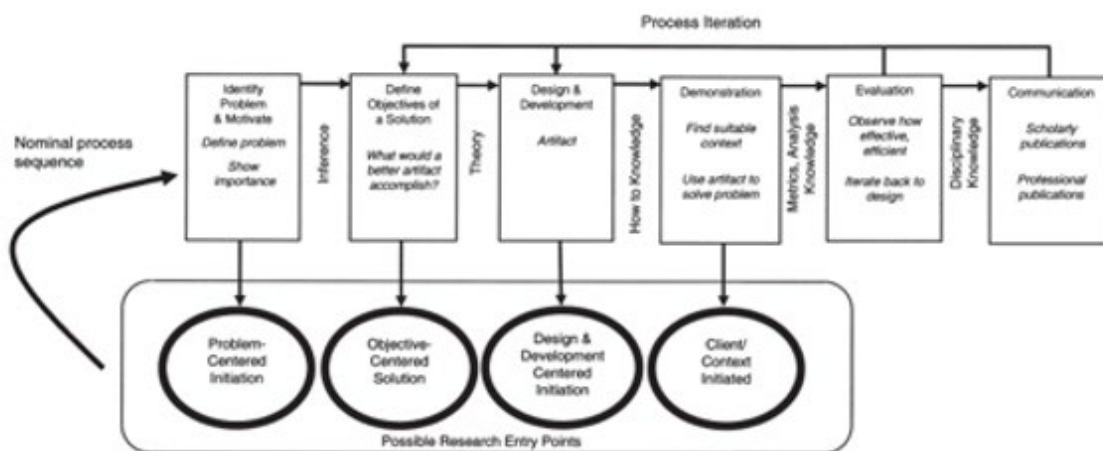 Process Iteration
Nominal process
sequence
Identify
Problem
& Motivate
Define problem
Show
importance
Inference
Define
Objectives of
a Solution
What would a
better artifact
accomplish?
Theory
Design &
Development
Artifact
How to Knowledge
Demonstration
Find suitable
context
Use artifact to
solve problem
Metrics, Analysis
Knowledge
Evaluation
Observe how
effective,
efficient
Iterate back to
design
Disciplinary
Knowledge
Communication
Scholarly
publications
Professional
publications
Problem-
Centered
Initiation
Objective-
Centered
Solution
Design &
Development
Centered
Initiation
Client/
Context
Initiated
Possible Research Entry Points